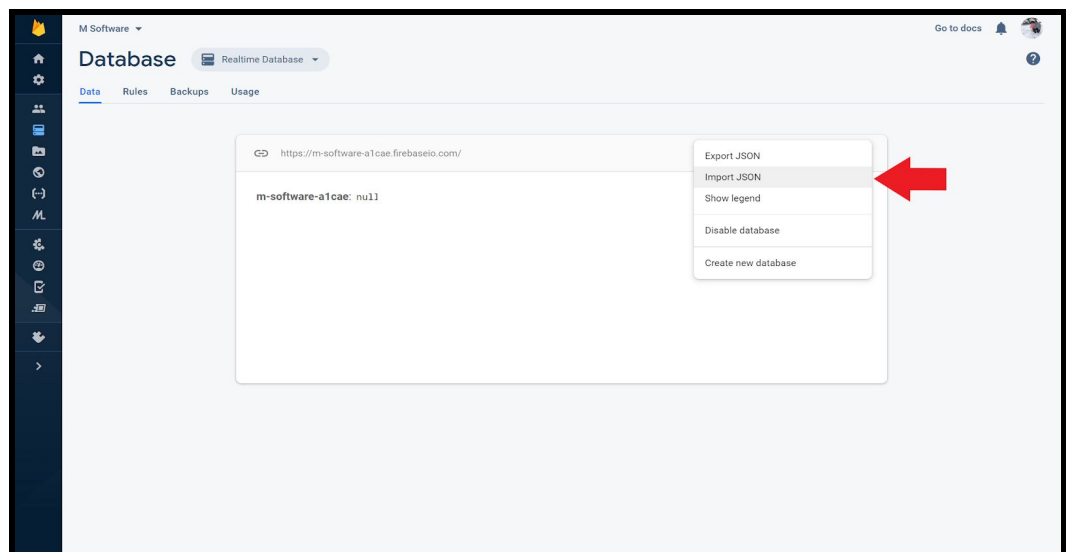 M Software
Go to docs
Database
Realtime Database
Data Rules Backups Usage
https://m-software-a1cae.firebaseio.com/
m-software-a1cae: null
Export JSON
Import JSON
Show legend
Disable database
Create new database